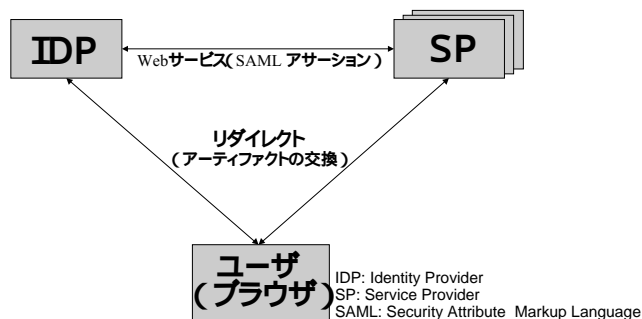 IDP
SP
Webサービス(SAML アサーション)
リダイレクト
(アーティファクトの交換)
ユーザ
(ブラウザ)
IDP: Identity Provider
SP: Service Provider
SAML: Security Attribute Markup Language